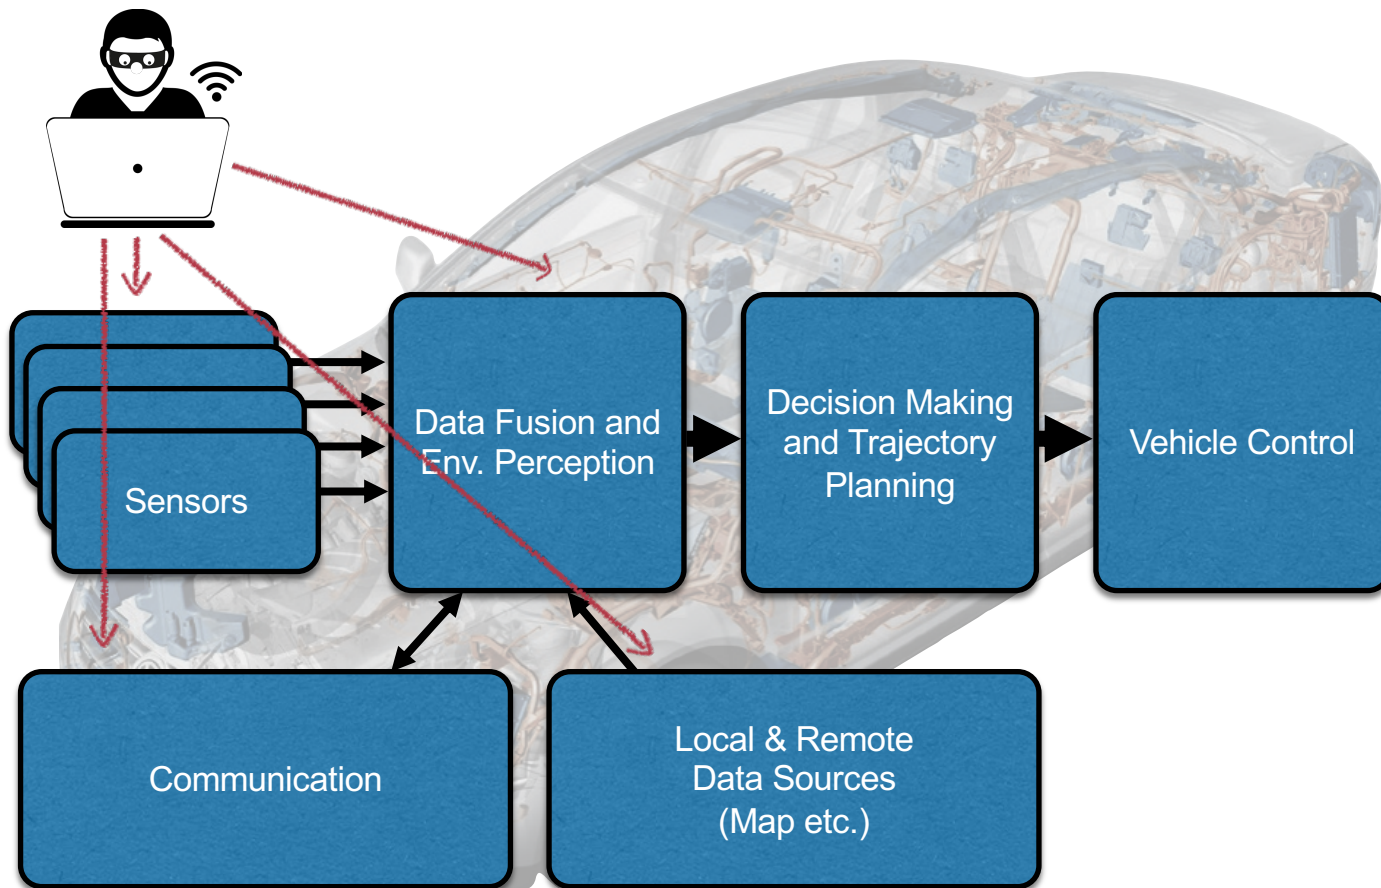 Data Fusion and
Env. Perception
Decision Making
and Trajectory
Planning
Vehicle Control
Sensors
Communication
Local & Remote
Data Sources
(Map etc.)